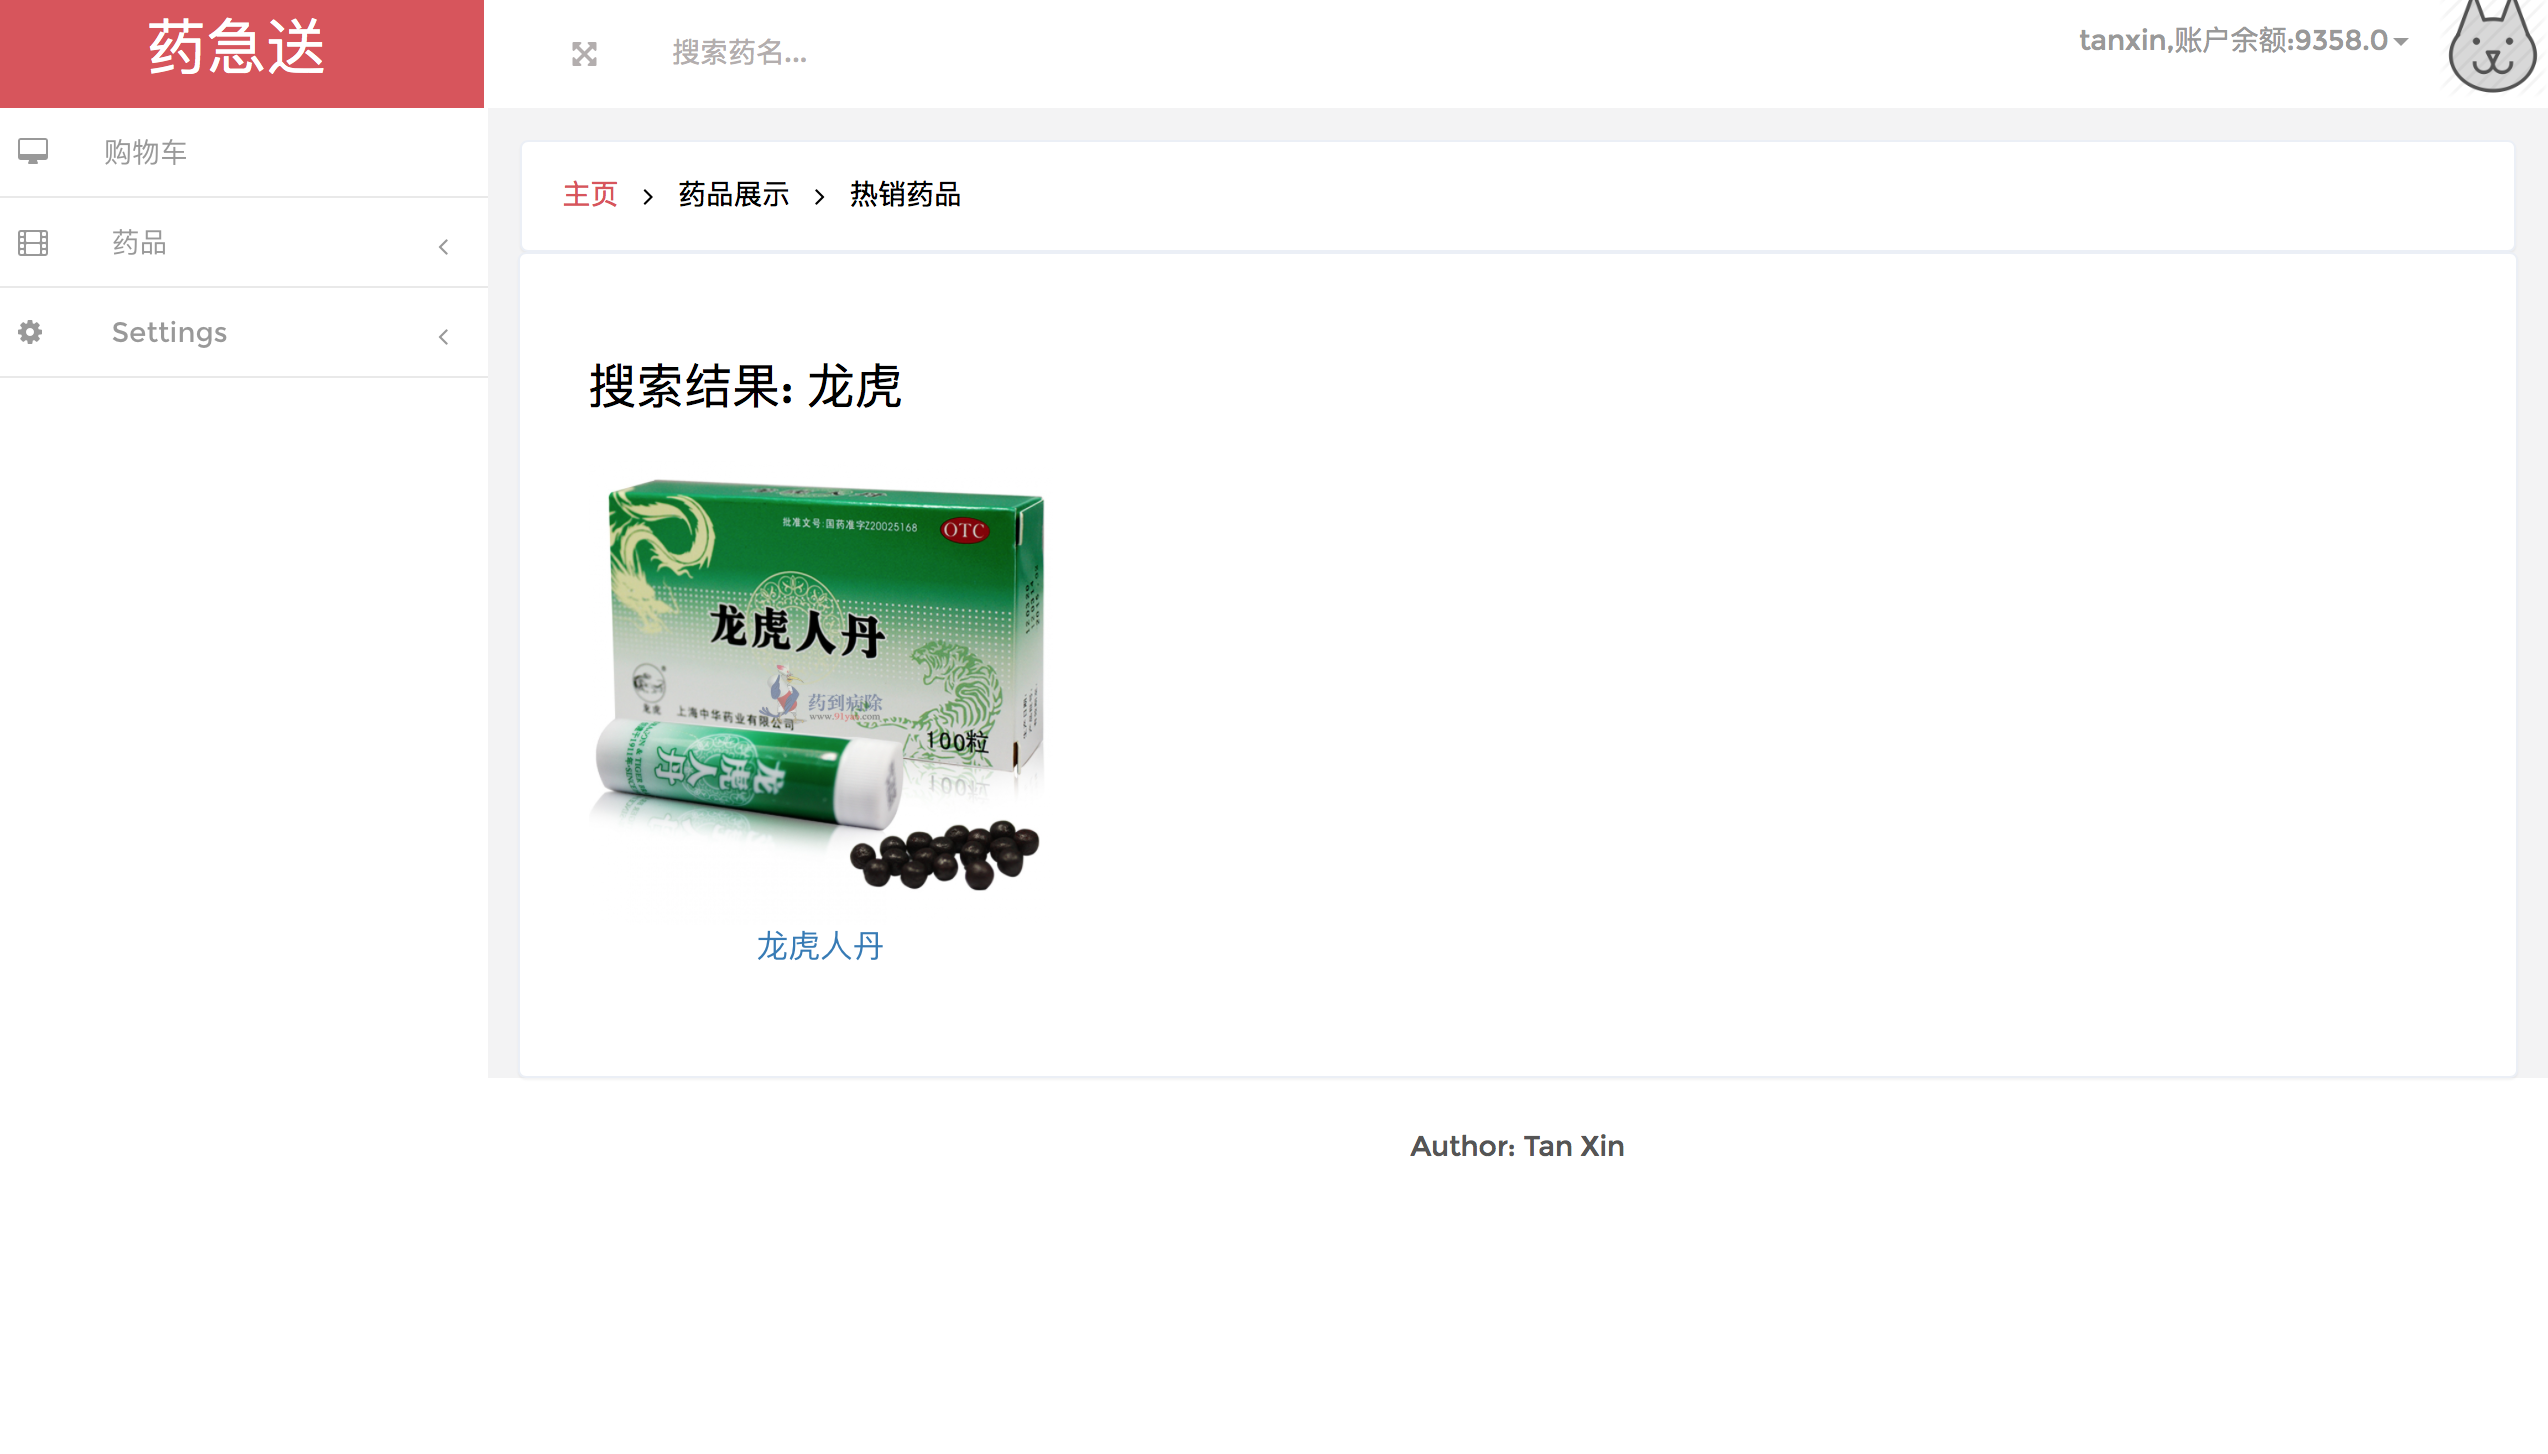 药急送
搜索药名...
tanxin,账户余额:9358.0
购物车
药品
Settings
主页 > 药品展示 > 热销药品
搜索结果: 龙虎
批准文号:国药准字Z20025168
OTC
龙虎人丹
药到病除
龙虎
上海中华药业有限公司
100粒
龙虎人丹
龙虎人丹
Author: Tan Xin